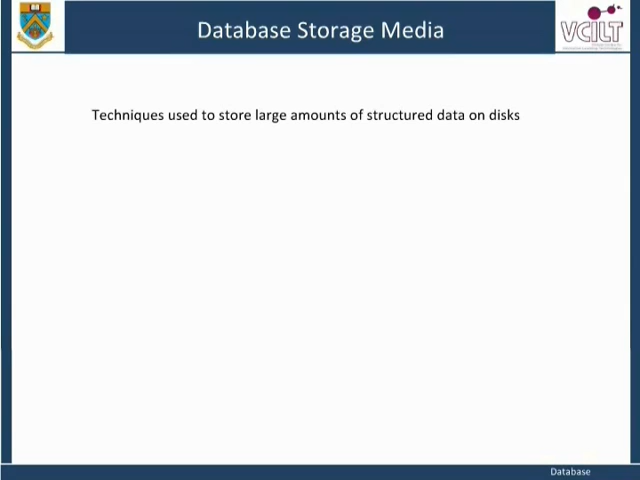 Database Storage Media
VCILT
Techniques used to store large amounts of structured data on disks
Database